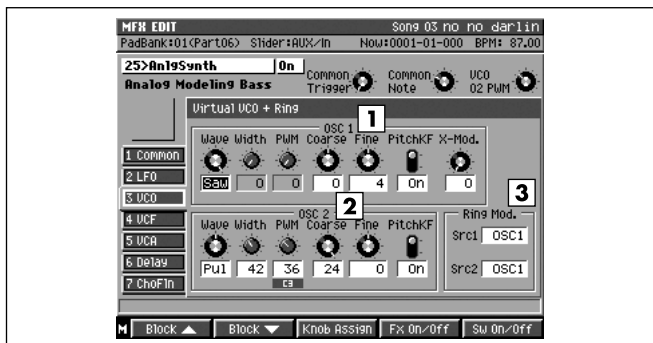 MFX EDIT Song 03 no no darlin
PadBank:01(Part06) Slider:AUX/In Now:0001-01-000 BPM: 87.00
25>AnlgSynth On
Analog Modeling Bass
Common Trigger
Common Note
VCO 02 PWM
Virtual VCO + Ring
1 Common
2 LFO
3 VCO
4 VCF
5 VCA
6 Delay
7 ChoFln
OSC 1 1
Wave Width PWM Coarse Fine PitchKF X-Mod.
Saw 0 0 0 4 On 0
OSC 2 2
Wave Width PWM Coarse Fine PitchKF
Pul 42 36 24 0 On
C3
3
Ring Mod.
Src1 OSC1
Src2 OSC1
M Block ▲ Block ▼ Knob Assign FX On/Off Sw On/Off